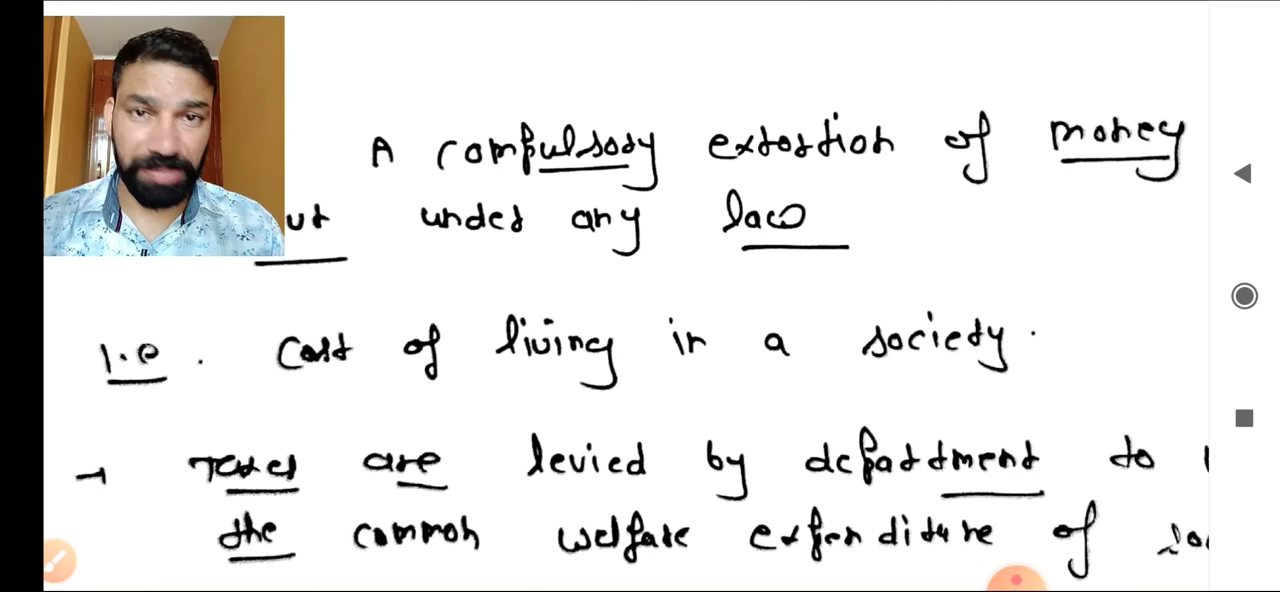 A compulsory extortion of money
under any law
i.e. Cost of living in a society.
→ Taxes are levied by department to
the common welfare expenditure of